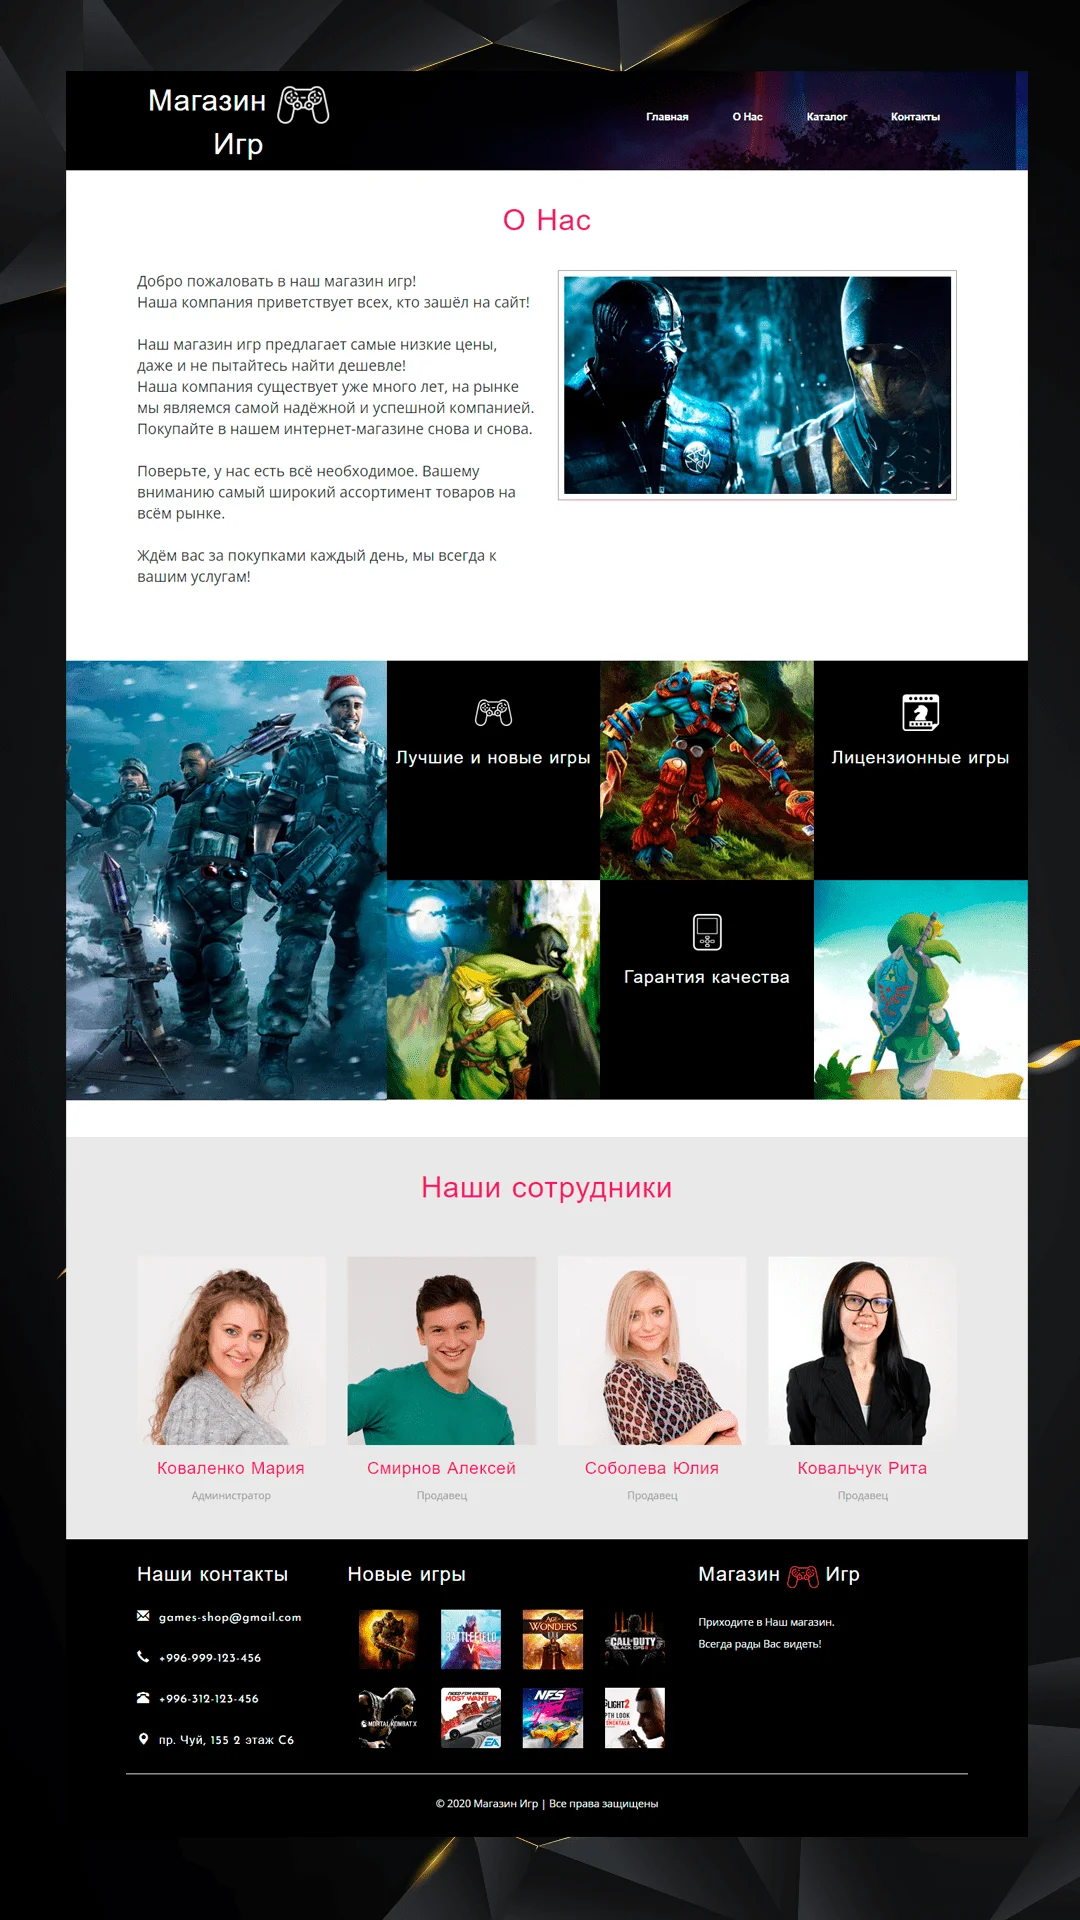 Магазин
Игр
Главная
О Нас
Каталог
Контакты
О Нас
Добро пожаловать в наш магазин игр!
Наша компания приветствует всех, кто зашёл на сайт!
Наш магазин игр предлагает самые низкие цены,
даже и не пытайтесь найти дешевле!
Наша компания существует уже много лет, на рынке
мы являемся самой надёжной и успешной компанией.
Покупайте в нашем интернет-магазине снова и снова.
Поверьте, у нас есть всё необходимое. Вашему
вниманию самый широкий ассортимент товаров на
всём рынке.
Ждём вас за покупками каждый день, мы всегда к
вашим услугам!
Лучшие и новые игры
Лицензионные игры
Гарантия качества
Наши сотрудники
Коваленко Мария
Администратор
Смирнов Алексей
Продавец
Соболева Юлия
Продавец
Ковальчук Рита
Продавец
Наши контакты
games-shop@gmail.com
+996-999-123-456
+996-312-123-456
пр. Чуй, 155 2 этаж С6
Новые игры
BATTLEFIELD V
AGE OF WONDERS
CALL OF DUTY
BLACK OPS
MORTAL KOMBAT X
NEED FOR SPEED
MOST WANTED
EA
NFS
Heat
LIGHT2
Магазин Игр
Приходите в Наш магазин.
Всегда рады Вас видеть!
© 2020 Магазин Игр | Все права защищены